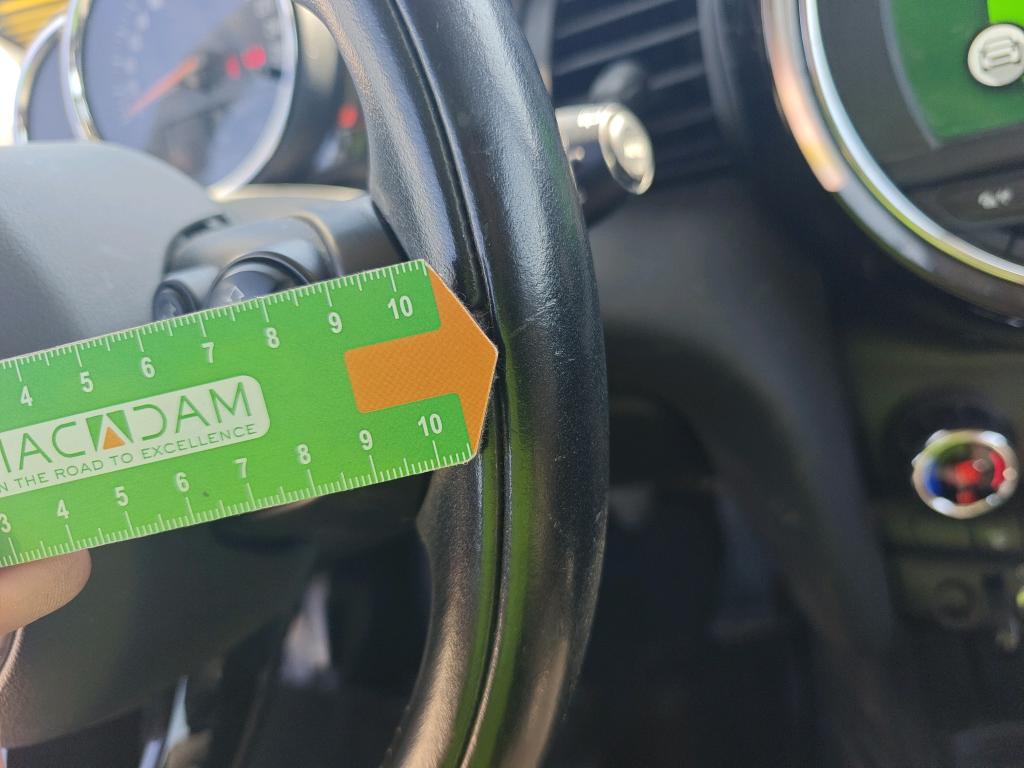 4 5 6 7 8 9 10
MACADAM
N THE ROAD TO EXCELLENCE
3 4 5 6 7 8 9 10